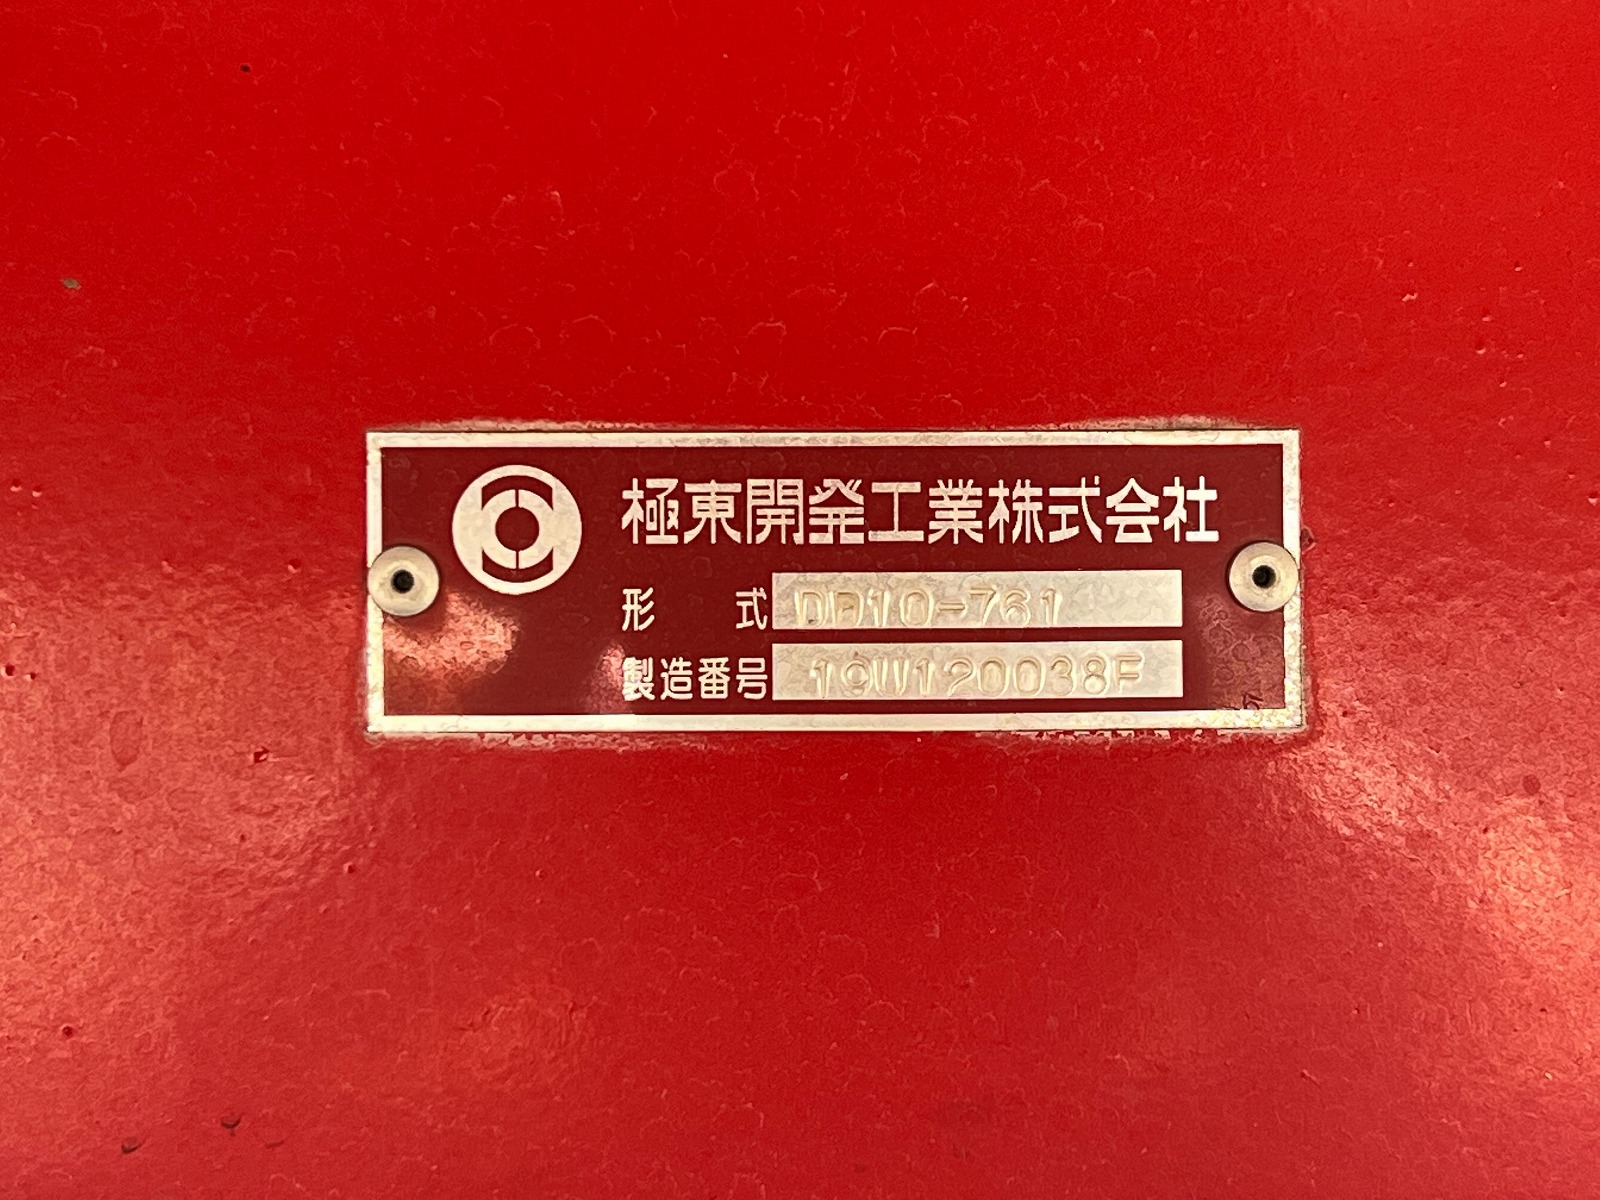 極東開発工業株式会社
形 式 DD10-761
製造番号 19W120038F